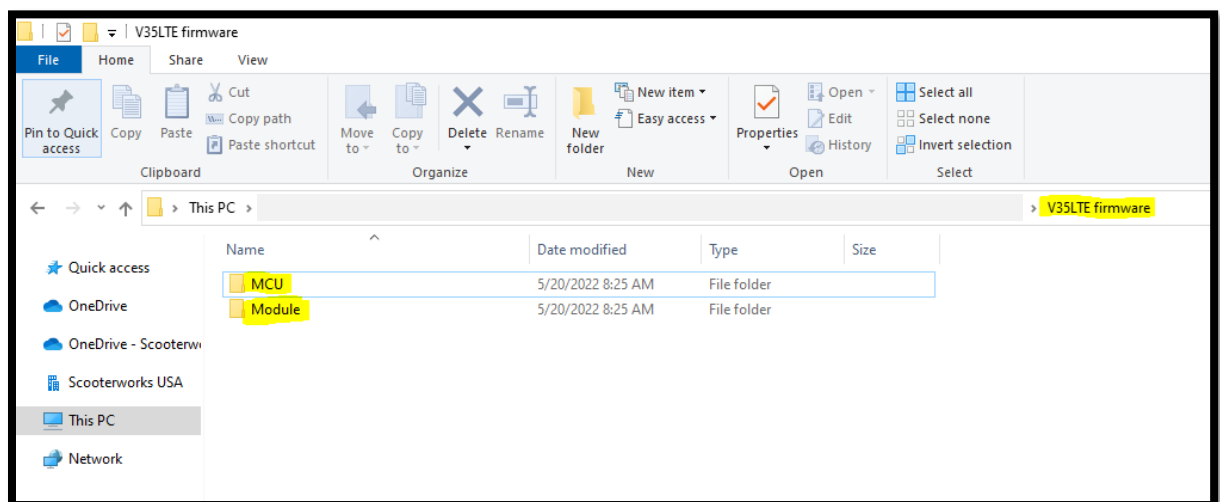 V35LTE firmware
File Home Share View
Pin to Quick access
Copy
Paste
Cut
Copy path
Paste shortcut
Move to
Copy to
Delete
Rename
New folder
New item
Easy access
Properties
Open
Edit
History
Select all
Select none
Invert selection
Clipboard Organize New Open Select
This PC > V35LTE firmware
Name Date modified Type Size
Quick access
OneDrive
OneDrive - Scooterw
Scooterworks USA
This PC
Network
MCU 5/20/2022 8:25 AM File folder
Module 5/20/2022 8:25 AM File folder